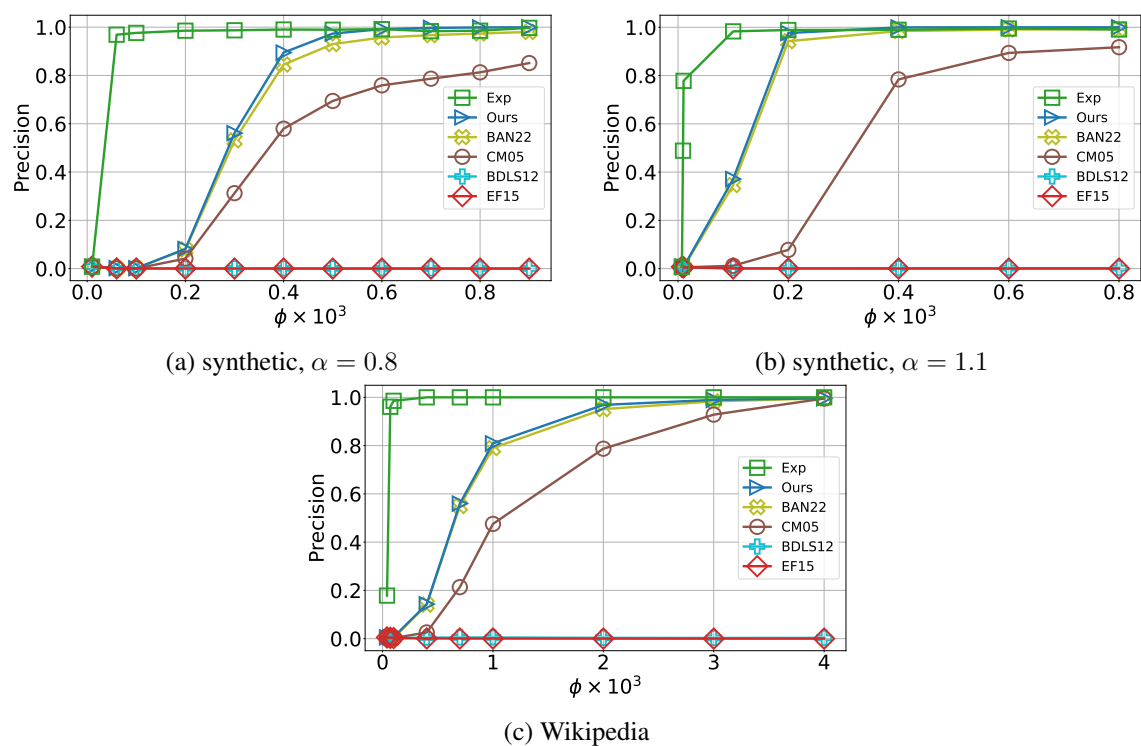 1.0
0.8
0.6
0.4
0.2
0.0
Precision
0.0 0.2 0.4 0.6 0.8
ϕ × 10³
Exp
Ours
BAN22
CM05
BDLS12
EF15
(a) synthetic, α = 0.8
1.0
0.8
0.6
0.4
0.2
0.0
Precision
0.0 0.2 0.4 0.6 0.8
ϕ × 10³
Exp
Ours
BAN22
CM05
BDLS12
EF15
(b) synthetic, α = 1.1
1.0
0.8
0.6
0.4
0.2
0.0
Precision
0 1 2 3 4
ϕ × 10³
Exp
Ours
BAN22
CM05
BDLS12
EF15
(c) Wikipedia